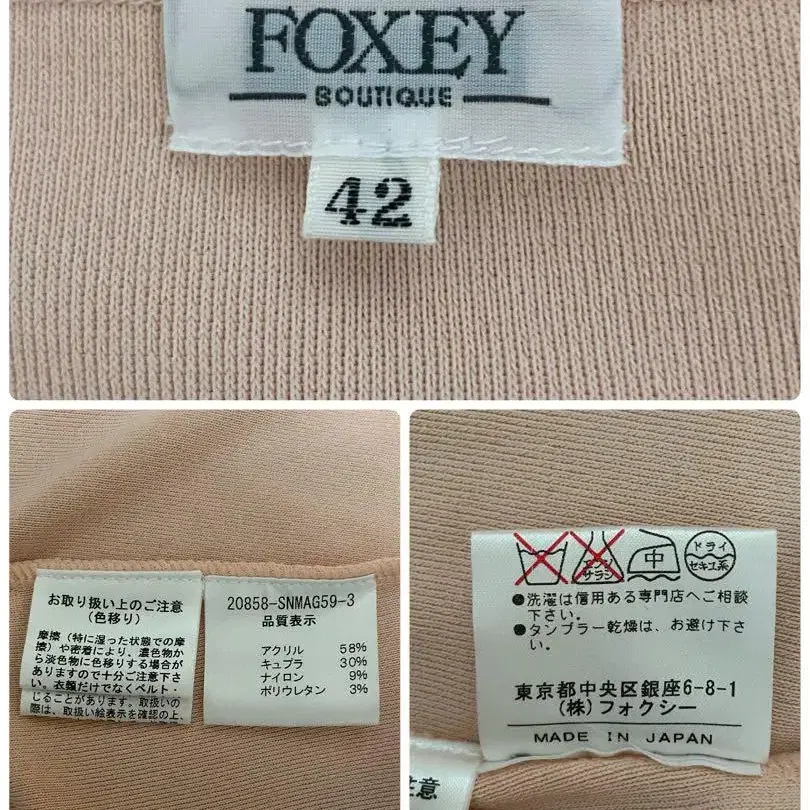 FOXEY
BOUTIQUE
42
お取り扱い上のご注意
(色移り)
摩擦(特に湿った状態での摩
擦)や密着により、濃色物か
ら淡色物に色移りする場合が
ありますので十分ご注意下さ
い。衣類だけでなくベルト・
じることがあります。取扱いの
際は、取扱い絵表示を確認の上、
20858-SNMAG59-3
品質表示
アクリル 58%
キュプラ 30%
ナイロン 9%
ポリウレタン 3%
エンソ
サラシ
中
ドライ
セキユ系
●洗濯は信用ある専門店へご相談
下さい。
●タンブラー乾燥は、お避け下さ
い。
東京都中央区銀座6-8-1
(株)フォクシー
MADE IN JAPAN
注意